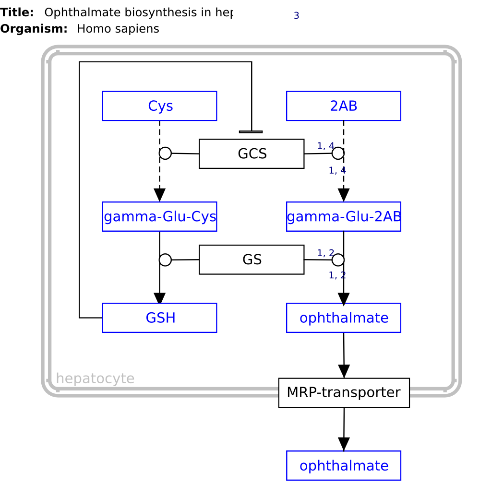 Title: Ophthalmate biosynthesis in hep
3
Organism: Homo sapiens
Cys 2AB
GCS
1, 4
1, 4
gamma-Glu-Cys gamma-Glu-2AB
GS
1, 2
1, 2
GSH ophthalmate
hepatocyte
MRP-transporter
ophthalmate